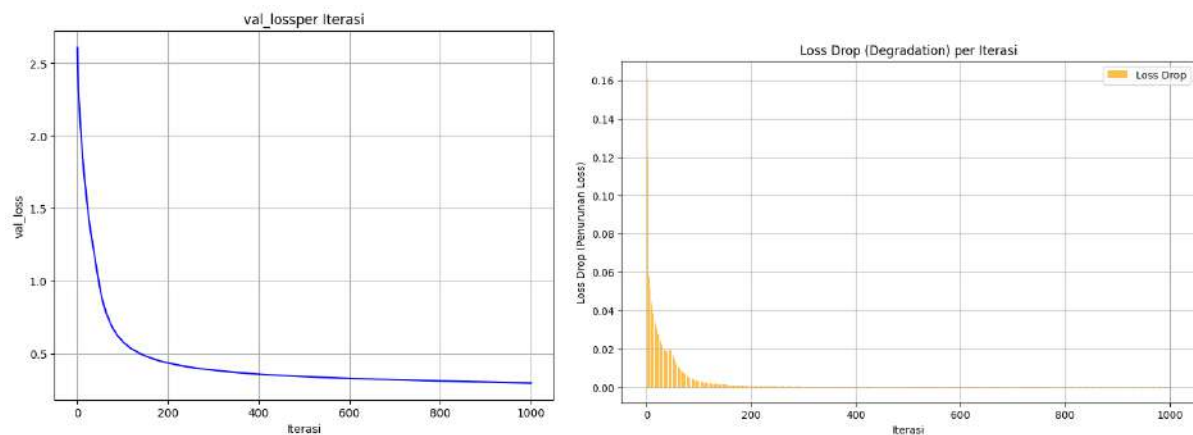 val_lossper Iterasi
2.5
2.0
1.5
1.0
0.5
val_loss
0 200 400 600 800 1000
Iterasi
Loss Drop (Degradation) per Iterasi
Loss Drop
0.16
0.14
0.12
0.10
0.08
0.06
0.04
0.02
0.00
Loss Drop (Penurunan Loss)
0 200 400 600 800 1000
Iterasi